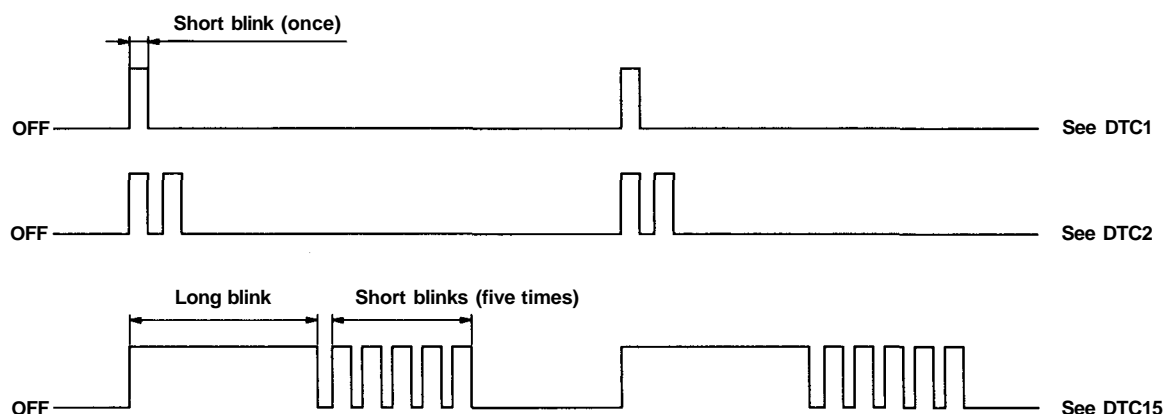 Short blink (once)
OFF
See DTC1
OFF
See DTC2
Long blink
Short blinks (five times)
OFF
See DTC15